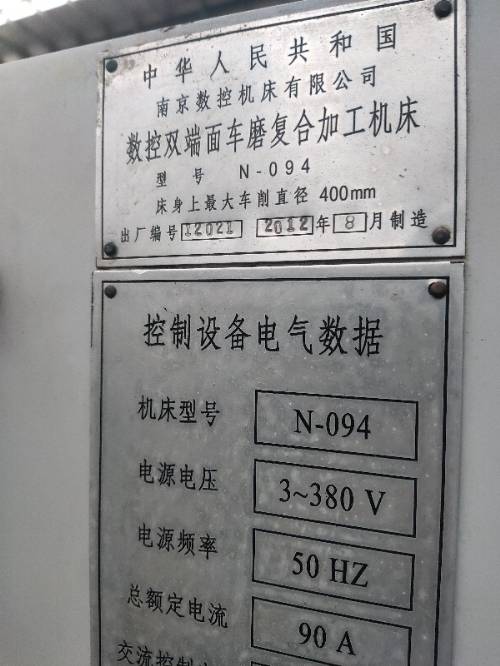 中华人民共和国
南京数控机床有限公司
数控双端面车磨复合加工机床
型号 N-094
床身上最大车削直径 400mm
出厂编号 12021 2012 年 8 月制造
控制设备电气数据
机床型号 N-094
电源电压 3~380 V
电源频率 50 HZ
总额定电流 90 A
交流控制